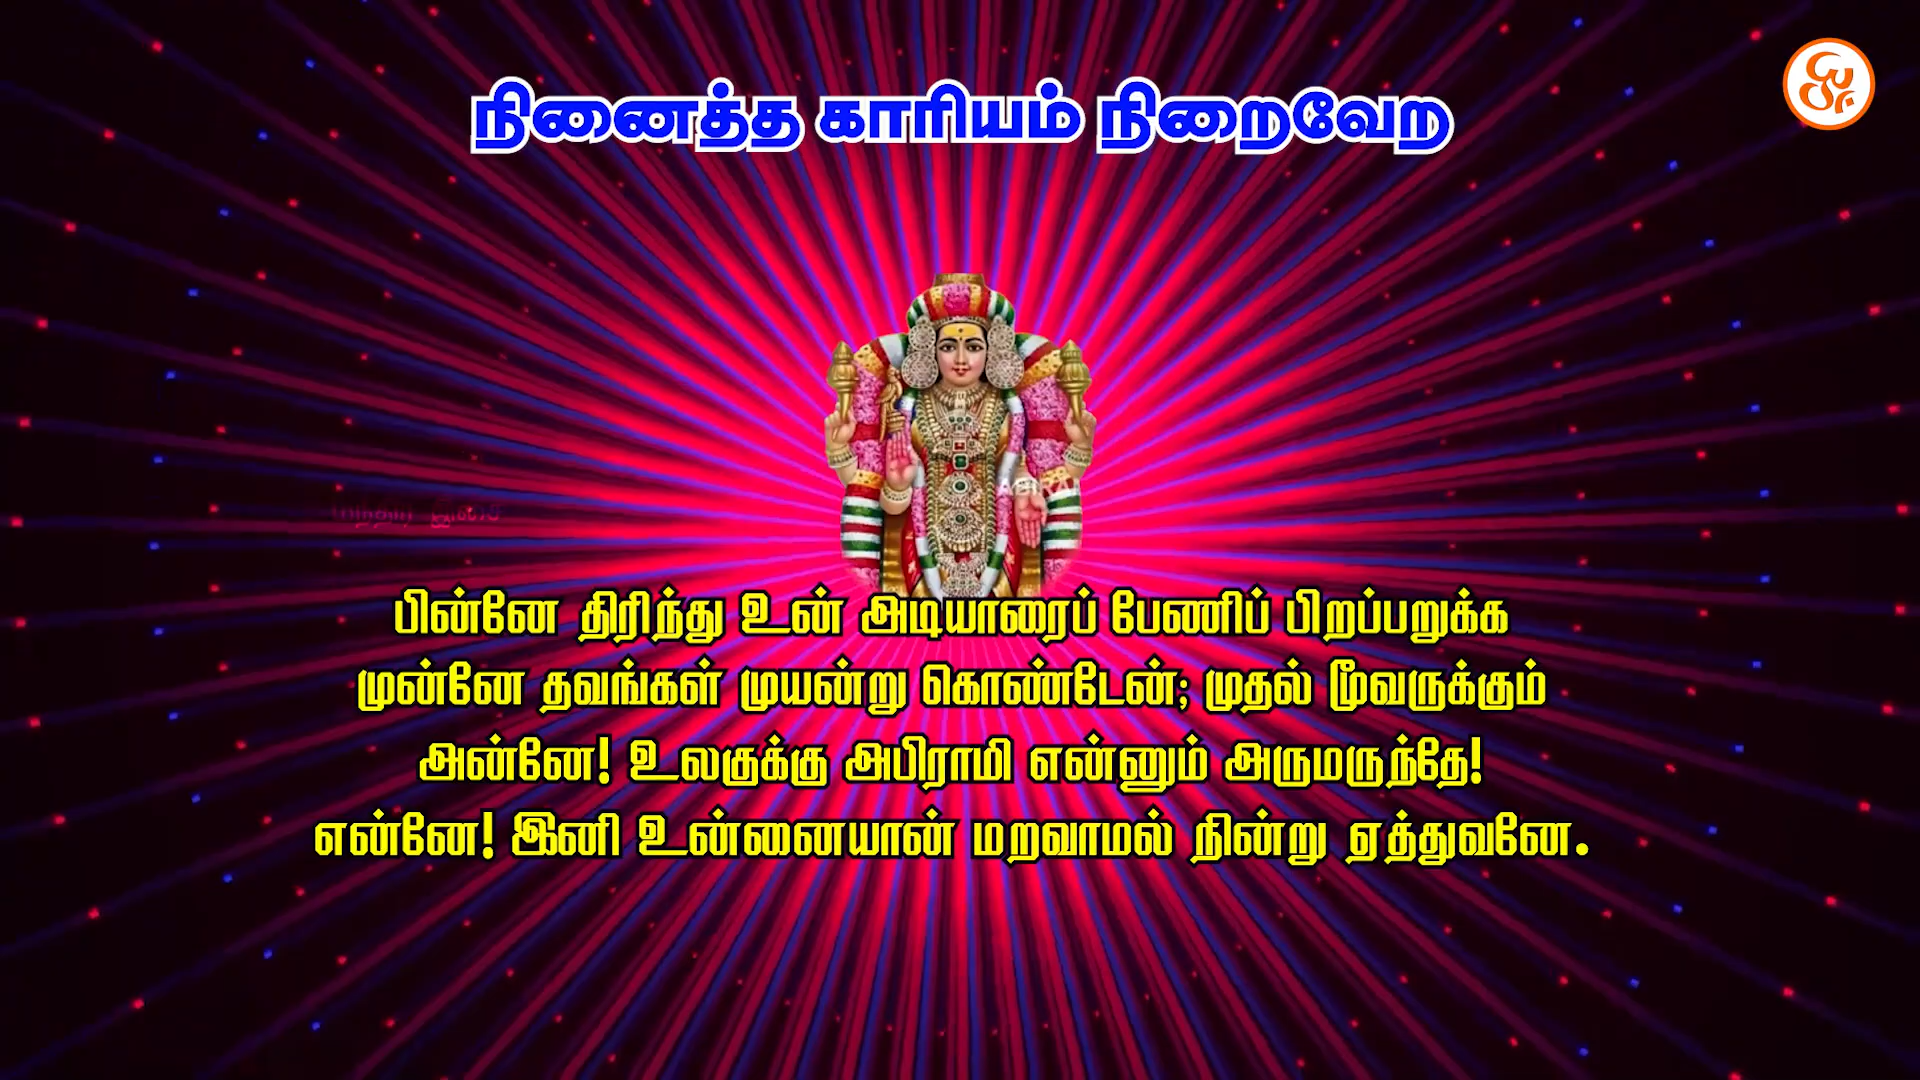 நினைத்த காரியம் நிறைவேற
பின்னே திரிந்து உன் அடியாரைப் பேணிப் பிறப்பறுக்க
முன்னே தவங்கள் முயன்று கொண்டேன்; முதல் மூவருக்கும்
அன்னே! உலகுக்கு அபிராமி என்னும் அருமருந்தே!
என்னே! இனி உன்னையான் மறவாமல் நின்று ஏத்துவனே.